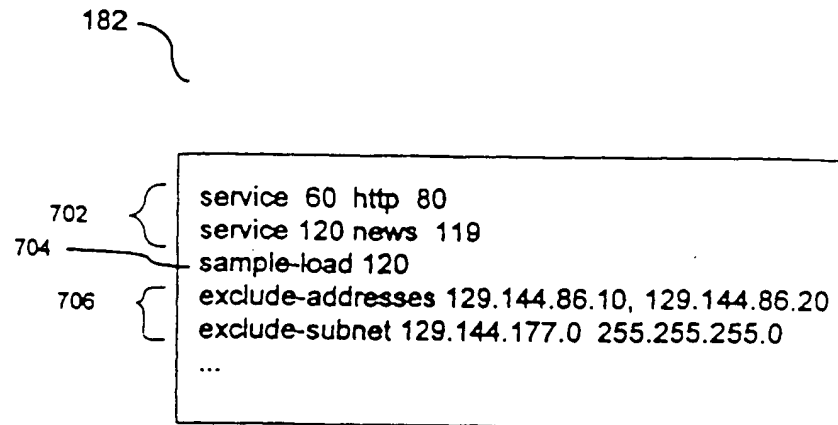 182
702
service 60 http 80
service 120 news 119
704
sample-load 120
706
exclude-addresses 129.144.86.10, 129.144.86.20
exclude-subnet 129.144.177.0 255.255.255.0
...